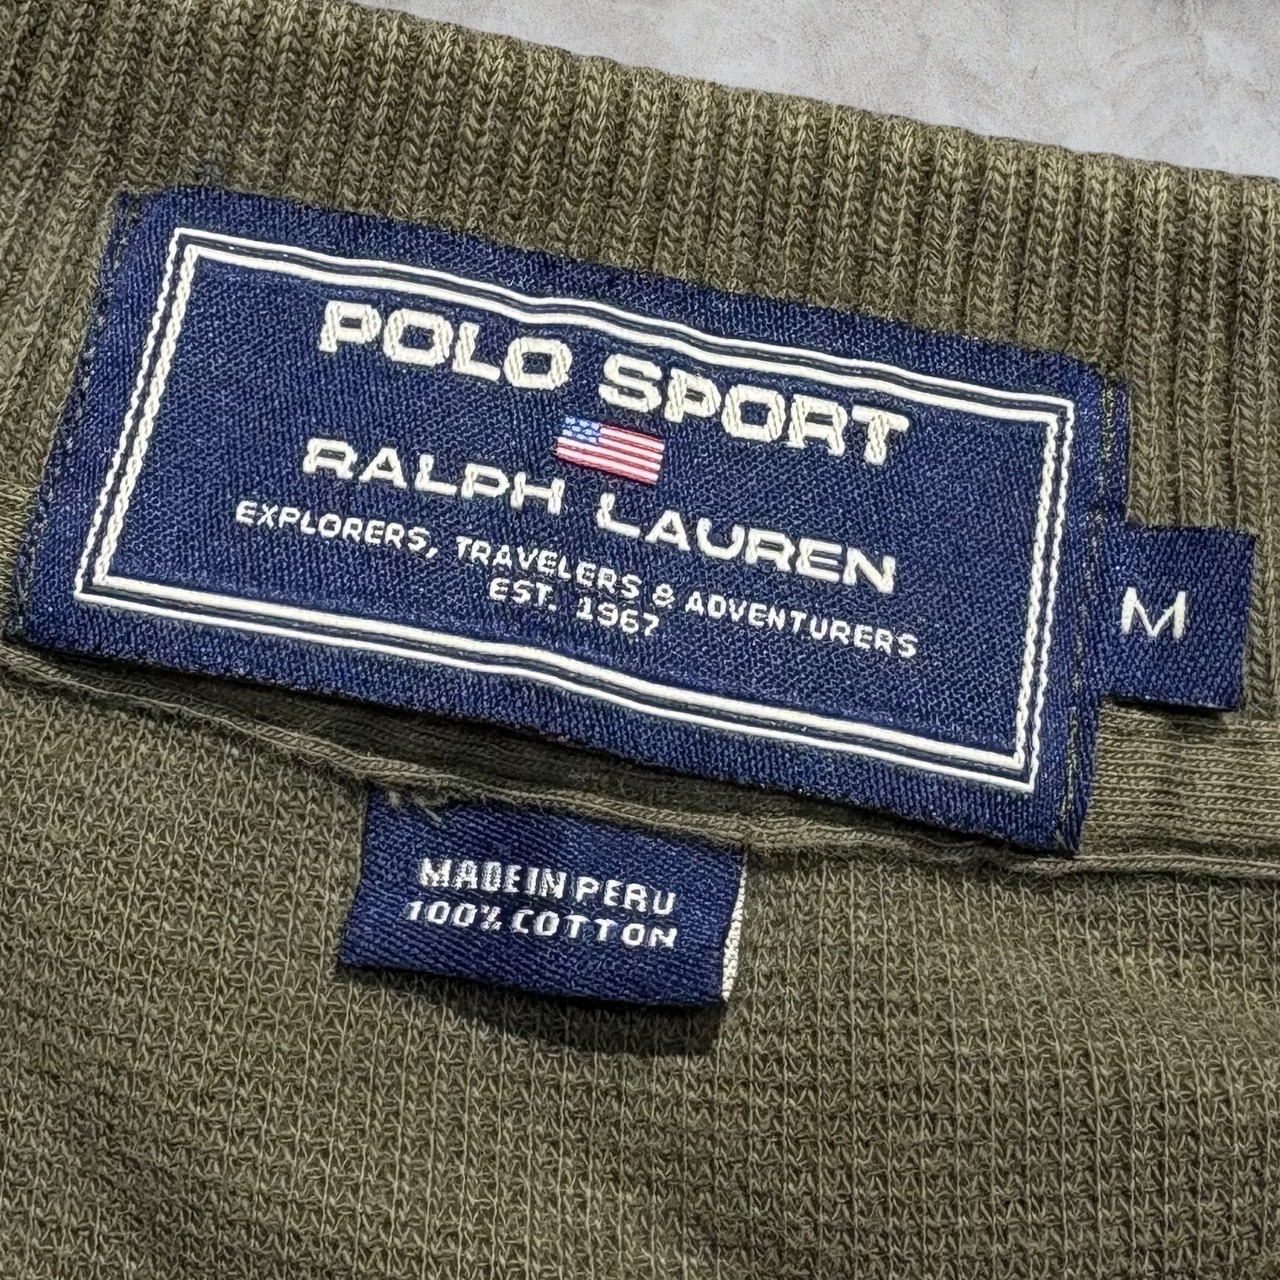 POLO SPORT
RALPH LAUREN
EXPLORERS, TRAVELERS & ADVENTURERS
EST. 1967
M
MADE IN PERU
100% COTTON